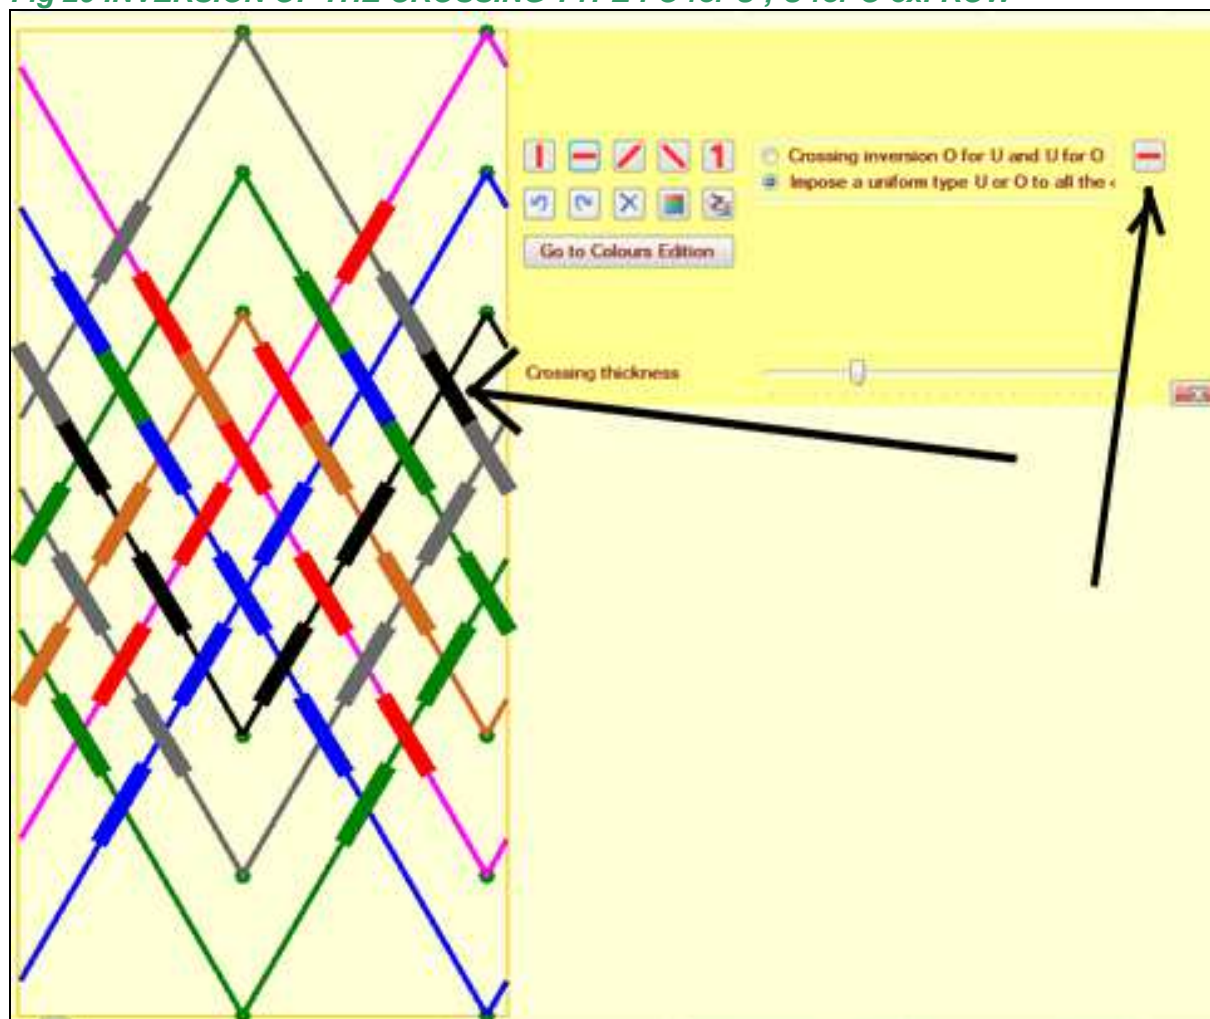 Crossing inversion O for U and U for O
Impose a uniform type U or O to all the
Go to Colours Edition
Crossing thickness